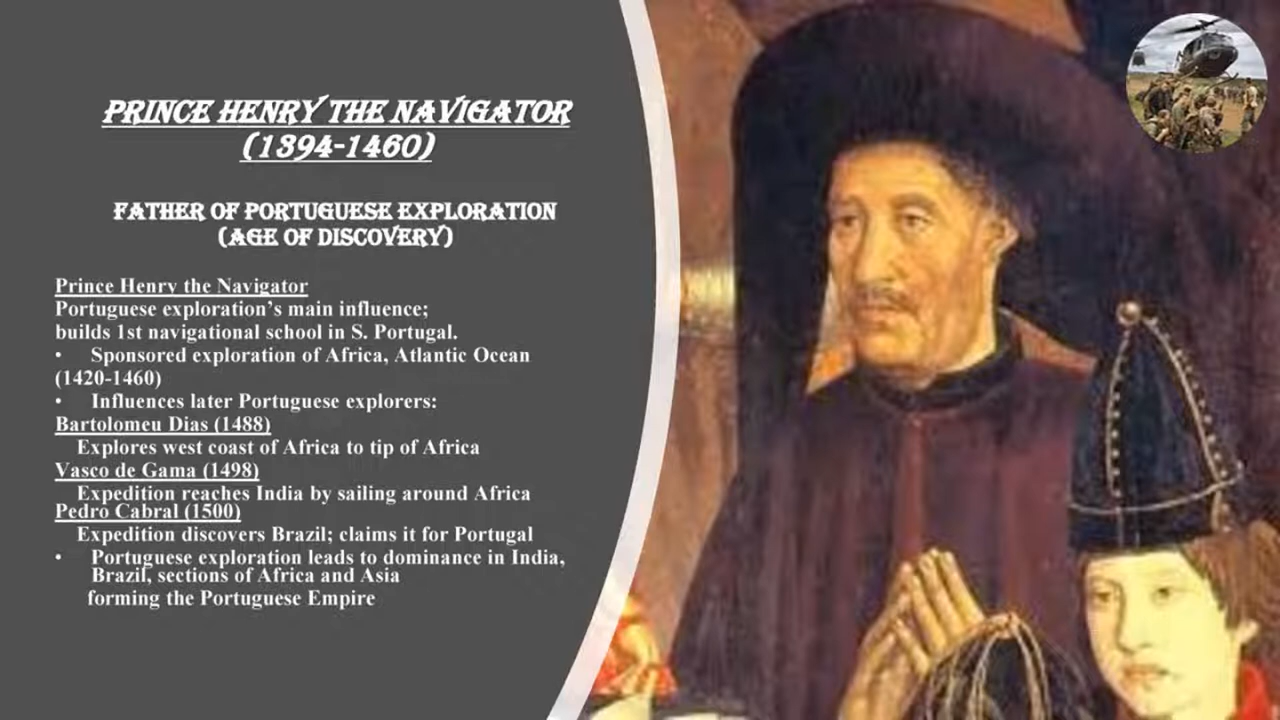 PRINCE HENRY THE NAVIGATOR
(1394-1460)
FATHER OF PORTUGUESE EXPLORATION
(AGE OF DISCOVERY)
Prince Henry the Navigator
Portuguese exploration's main influence;
builds 1st navigational school in S. Portugal.
• Sponsored exploration of Africa, Atlantic Ocean
(1420-1460)
• Influences later Portuguese explorers:
Bartolomeu Dias (1488)
Explores west coast of Africa to tip of Africa
Vasco de Gama (1498)
Expedition reaches India by sailing around Africa
Pedro Cabral (1500)
Expedition discovers Brazil; claims it for Portugal
• Portuguese exploration leads to dominance in India,
Brazil, sections of Africa and Asia
forming the Portuguese Empire